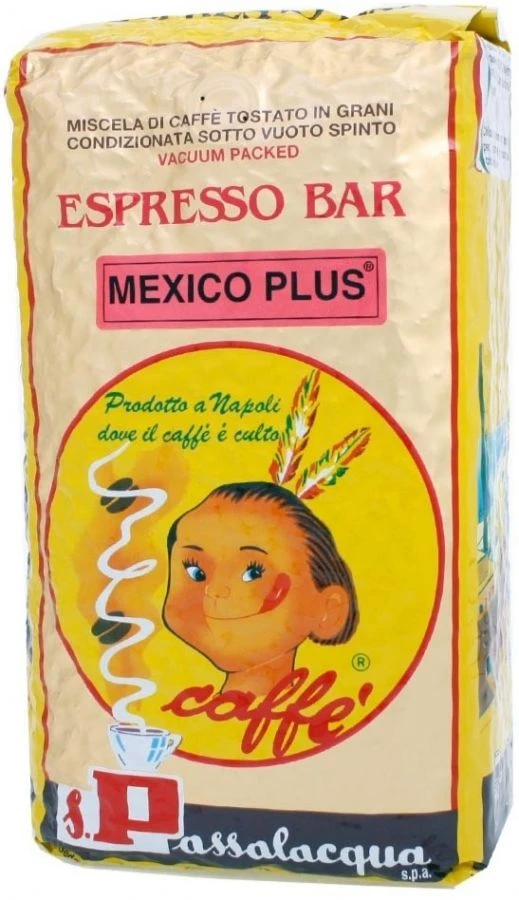 MISCELA DI CAFFÈ TOSTATO IN GRANI
CONDIZIONATA SOTTO VUOTO SPINTO
VACUUM PACKED
ESPRESSO BAR
MEXICO PLUS®
Prodotto a Napoli
dove il caffé é culto
caffè
®
S.Passalacqua
s.p.a.